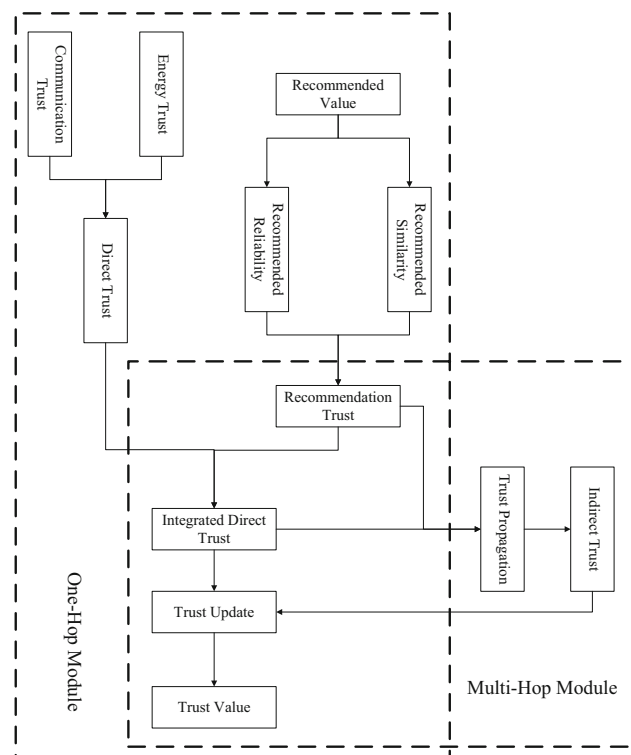 Communication
Trust
Energy Trust
Recommended
Value
Recommended
Reliability
Recommended
Similarity
Direct Trust
Recommendation
Trust
Integrated Direct
Trust
Trust Propagation
Indirect Trust
One-Hop Module
Trust Update
Trust Value
Multi-Hop Module